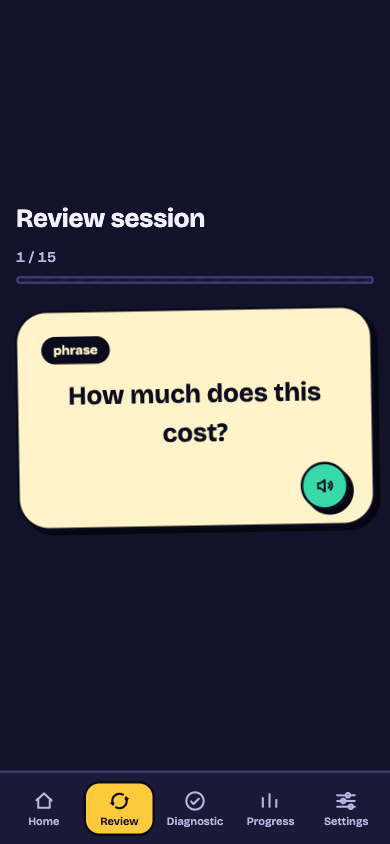 Review session
1 / 15
phrase
How much does this
cost?
Home
Review
Diagnostic
Progress
Settings